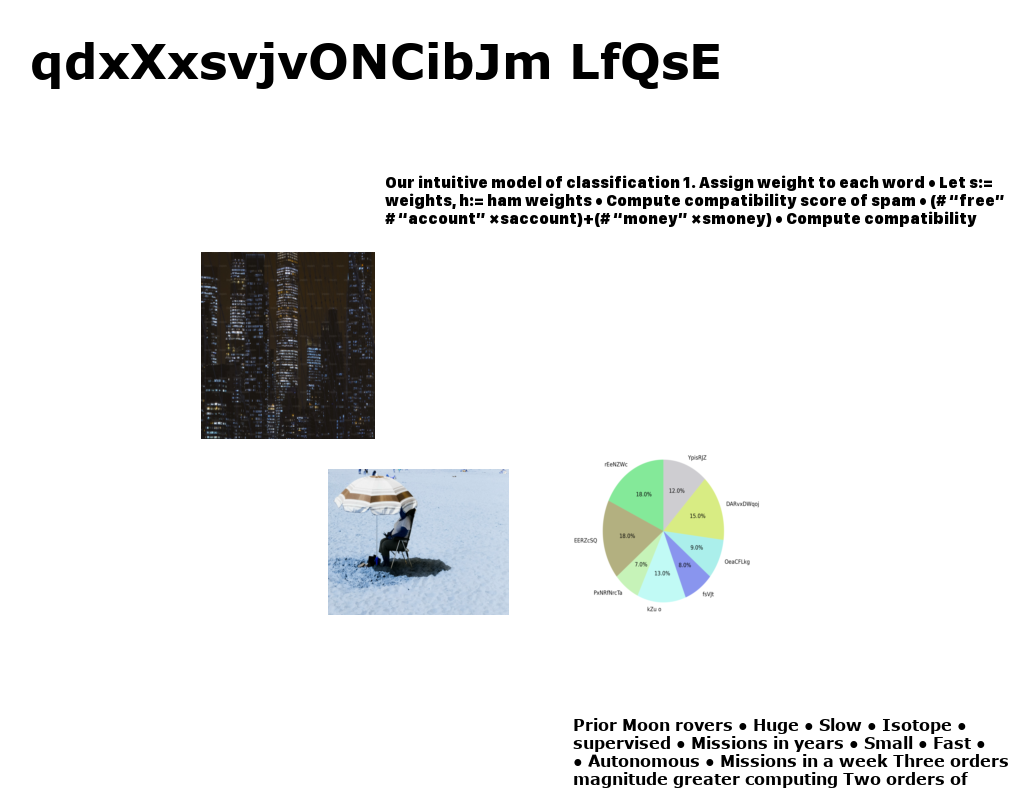 qdxXxsvjvONCibJm LfQsE
Our intuitive model of classification 1. Assign weight to each word • Let s:=
weights, h:= ham weights • Compute compatibility score of spam • (# “free”
# “account” ×saccount)+(# “money” ×smoney) • Compute compatibility
YpisRJZ
rEeNZWc
12.0%
18.0%
DARvxDWqoj
15.0%
18.0%
EERZcSQ
9.0%
OeaCFLkg
7.0%
8.0%
13.0%
PxNRfNrcTa
fsVJt
kZu o
Prior Moon rovers ● Huge ● Slow ● Isotope ●
supervised ● Missions in years ● Small ● Fast ●
● Autonomous ● Missions in a week Three orders
magnitude greater computing Two orders of